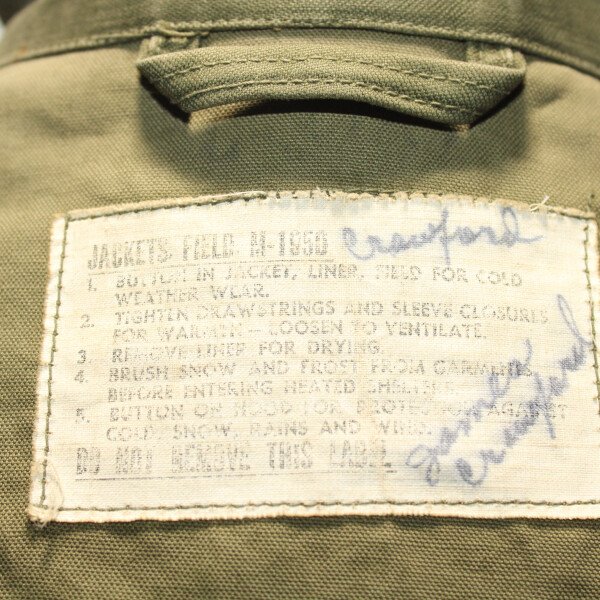 JACKETS FIELD, M-1950 Crawford
1. BUTTON IN JACKET, LINER, FIELD FOR COLD
WEATHER WEAR.
2. TIGHTEN DRAWSTRINGS AND SLEEVE CLOSURES
FOR WARMTH - LOOSEN TO VENTILATE.
3 REMOVE LINER FOR DRYING.
4. BRUSH SNOW AND FROST FROM GARMENTS
BEFORE ENTERING HEATED SHELTERS
5. BUTTON ON HOOD FOR PROTECTION AGAINST
COLD, SNOW, RAINS AND WIND.
DO NOT REMOVE THIS LABEL
James
Crawford